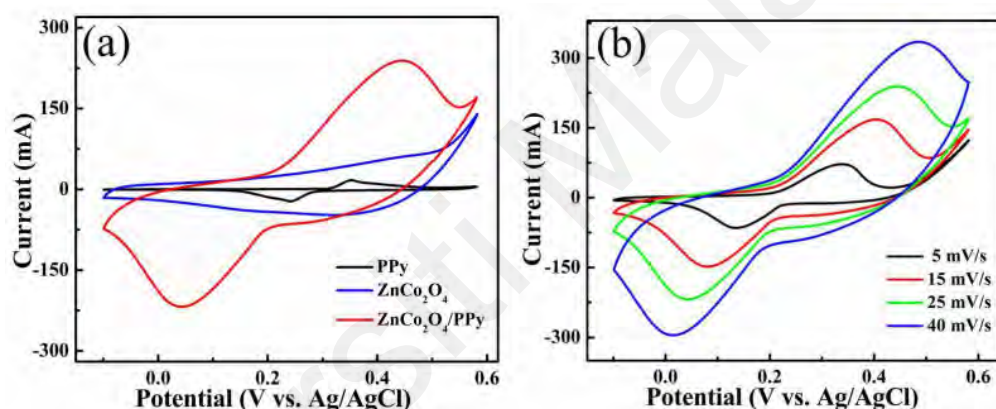 (a)
300
150
0
-150
-300
Current (mA)
PPy
ZnCo₂O₄
ZnCo₂O₄/PPy
0.0 0.2 0.4 0.6
Potential (V vs. Ag/AgCl)
(b)
300
150
0
-150
-300
Current (mA)
5 mV/s
15 mV/s
25 mV/s
40 mV/s
0.0 0.2 0.4 0.6
Potential (V vs. Ag/AgCl)